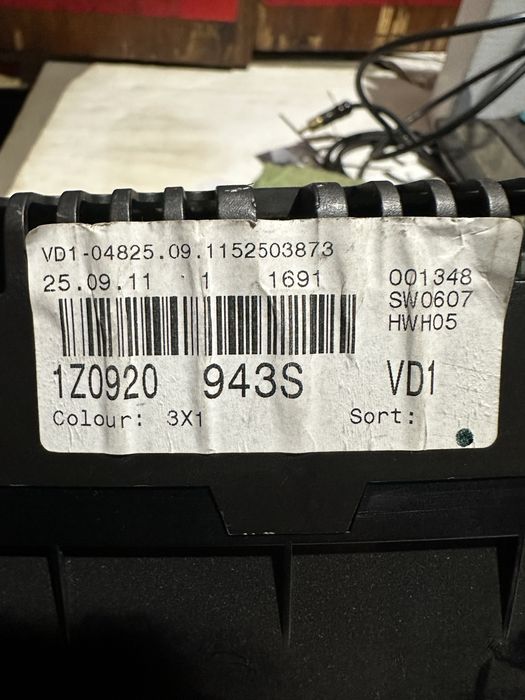 VD1-04825.09.1152503873
25.09.11 1 1691 001348
SW0607
HWH05
1Z0920 943S VD1
Colour: 3X1 Sort: